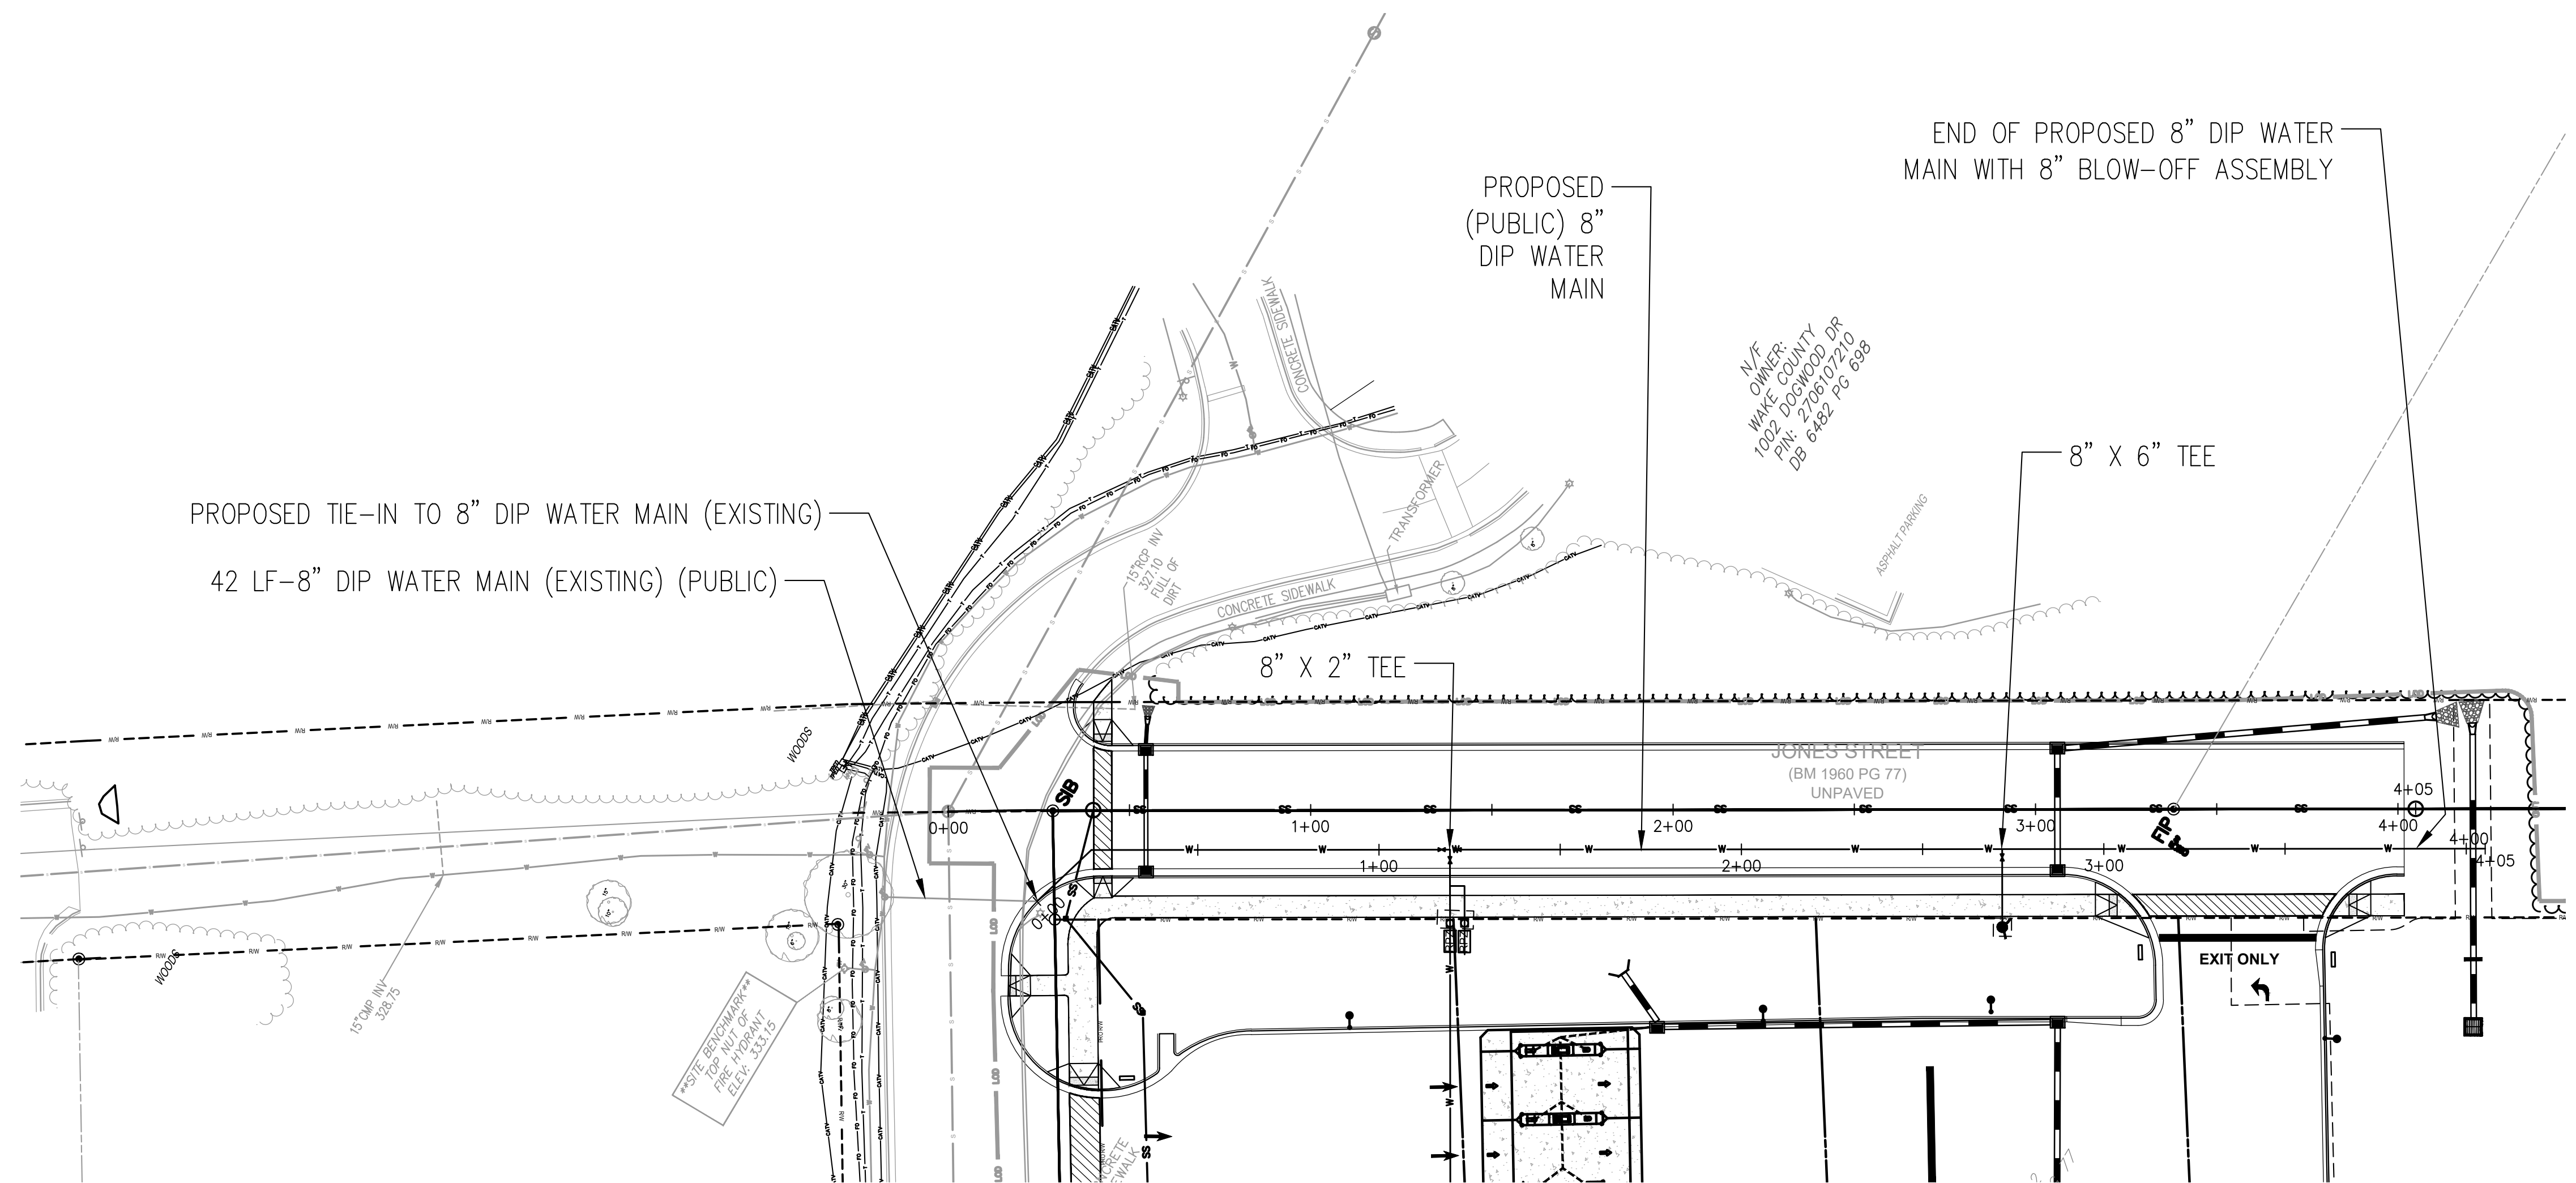 END OF PROPOSED 8” DIP WATER
MAIN WITH 8” BLOW-OFF ASSEMBLY
PROPOSED
(PUBLIC) 8”
DIP WATER
MAIN
N/F
OWNER:
WAKE COUNTY
1002 DOGWOOD DR
PIN: 2706107210
DB 6482 PG 698
CONCRETE SIDEWALK
TRANSFORMER
8” X 6” TEE
PROPOSED TIE-IN TO 8” DIP WATER MAIN (EXISTING)
42 LF-8” DIP WATER MAIN (EXISTING) (PUBLIC)
15"RCP INV
327.10
FULL OF
DIRT
ASPHALT PARKING
CONCRETE SIDEWALK
8” X 2” TEE
WOODS
JONES STREET
(BM 1960 PG 77)
UNPAVED
SIB
FIP
0+00
1+00
2+00
3+00
4+00
4+05
0+00
1+00
2+00
3+00
4+00
4+05
WOODS
15"CMP INV
328.75
**SITE BENCHMARK**
TOP NUT OF
FIRE HYDRANT
ELEV: 333.15
EXIT ONLY
R/W
CATV
FO
T
LOD
SS
W
S